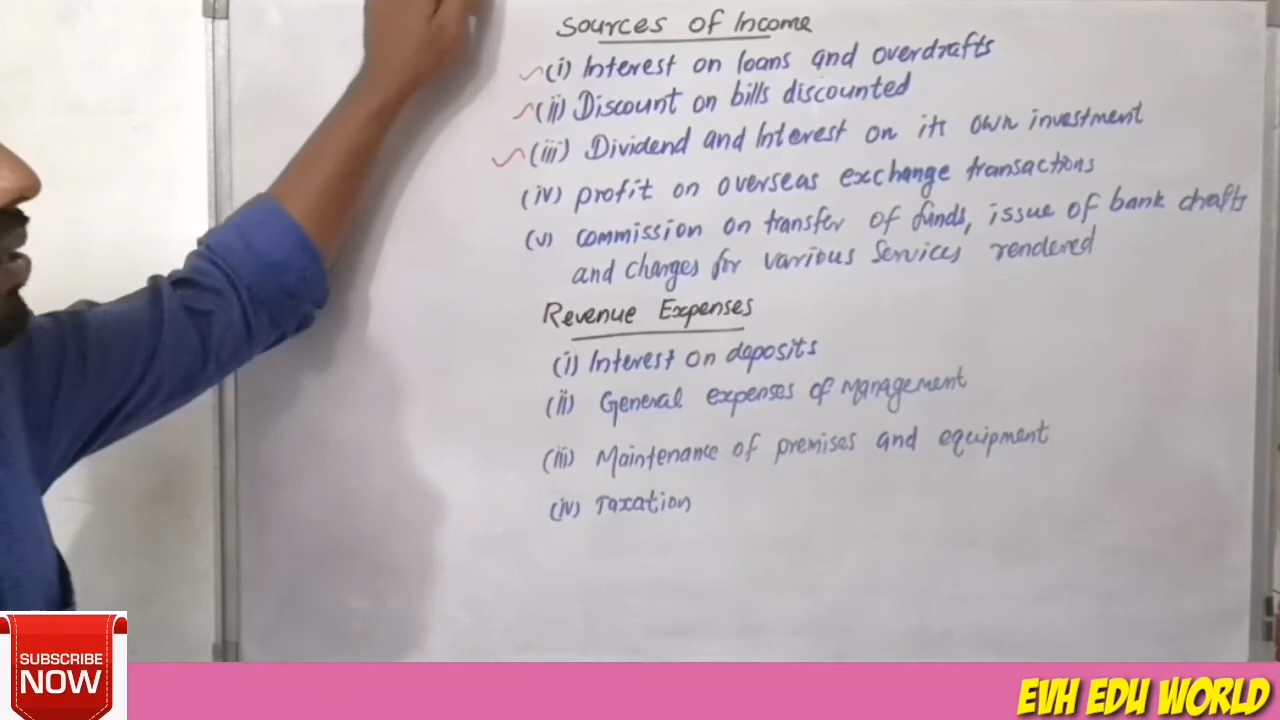 Sources of Income
(i) Interest on loans and overdrafts
(ii) Discount on bills discounted
(iii) Dividend and Interest on its own investment
(iv) profit on overseas exchange transactions
(v) commission on transfer of funds, issue of bank drafts
and charges for various Services rendered
Revenue Expenses
(i) Interest on deposits
(ii) General expenses of Management
(iii) Maintenance of premises and equipment
(iv) Taxation
SUBSCRIBE
NOW
EVH EDU WORLD